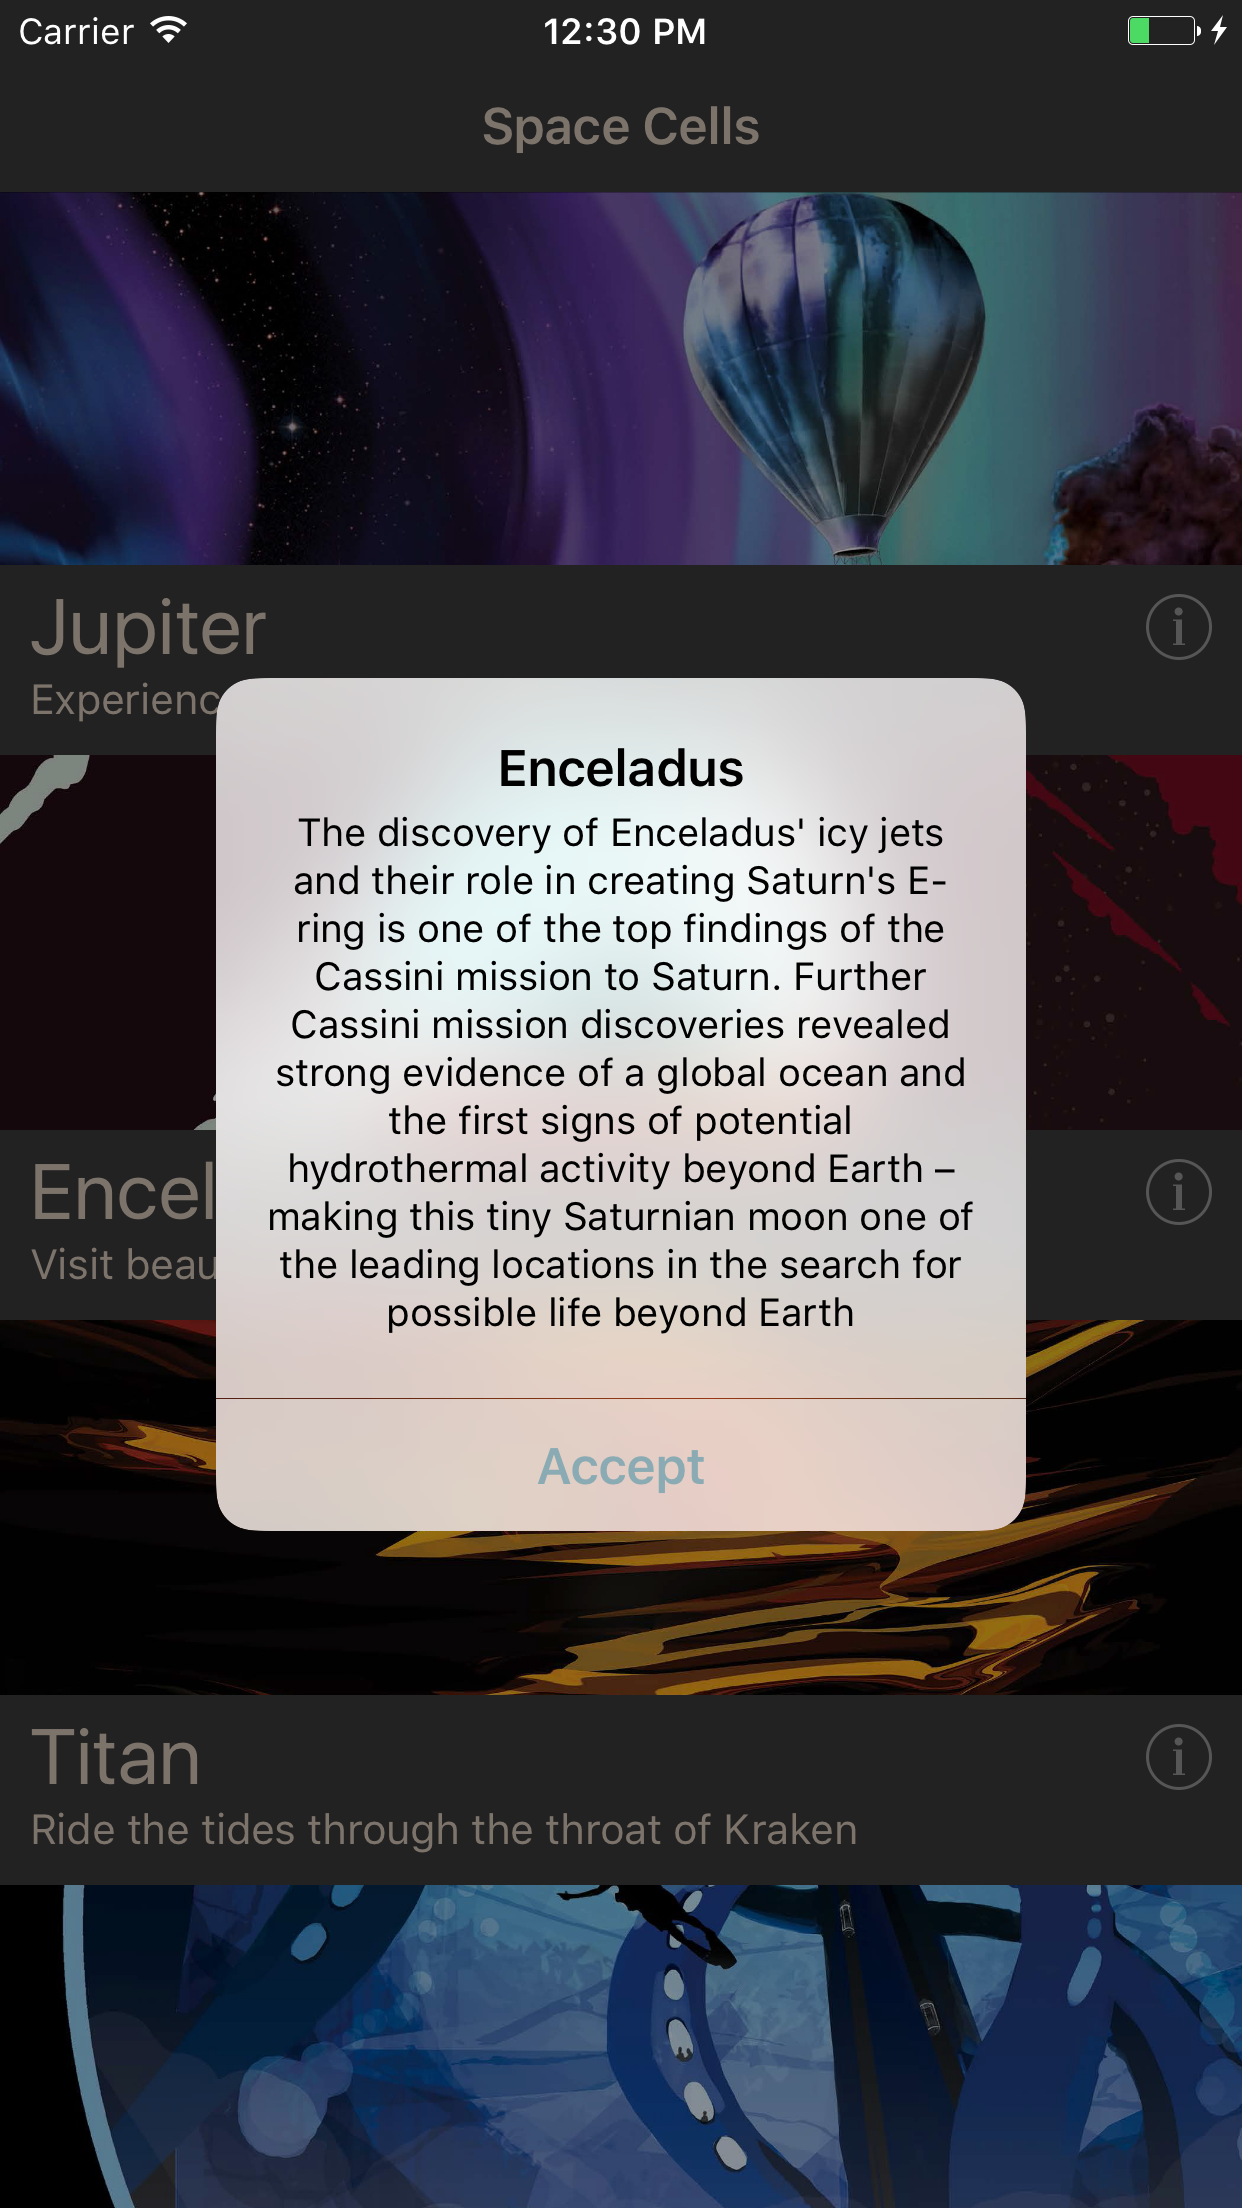 Carrier 12:30 PM
Space Cells
Jupiter
Experienc
Enceladus
The discovery of Enceladus' icy jets
and their role in creating Saturn's E-
ring is one of the top findings of the
Cassini mission to Saturn. Further
Cassini mission discoveries revealed
strong evidence of a global ocean and
the first signs of potential
hydrothermal activity beyond Earth –
making this tiny Saturnian moon one of
the leading locations in the search for
possible life beyond Earth
Accept
Encel
Visit beau
Titan
Ride the tides through the throat of Kraken